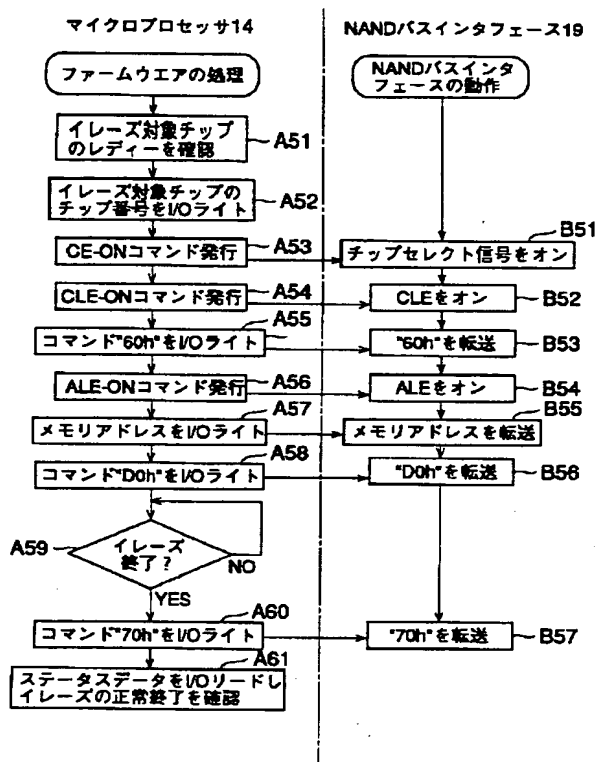 マイクロプロセッサ14
NANDバスインタフェース19
ファームウエアの処理
NANDバスインタ
フェースの動作
イレーズ対象チップ
のレディーを確認
A51
イレーズ対象チップの
チップ番号をI/Oライト
A52
B51
CE-ONコマンド発行
A53
チップセレクト信号をオン
CLE-ONコマンド発行
A54
CLEをオン
B52
A55
コマンド"60h"をI/Oライト
"60h"を転送
B53
ALE-ONコマンド発行
A56
ALEをオン
B54
A57
B55
メモリアドレスをI/Oライト
メモリアドレスを転送
A58
コマンド"D0h"をI/Oライト
"D0h"を転送
B56
A59
イレーズ
終了?
NO
YES
A60
コマンド"70h"をI/Oライト
"70h"を転送
B57
A61
ステータスデータをI/Oリードし
イレーズの正常終了を確認